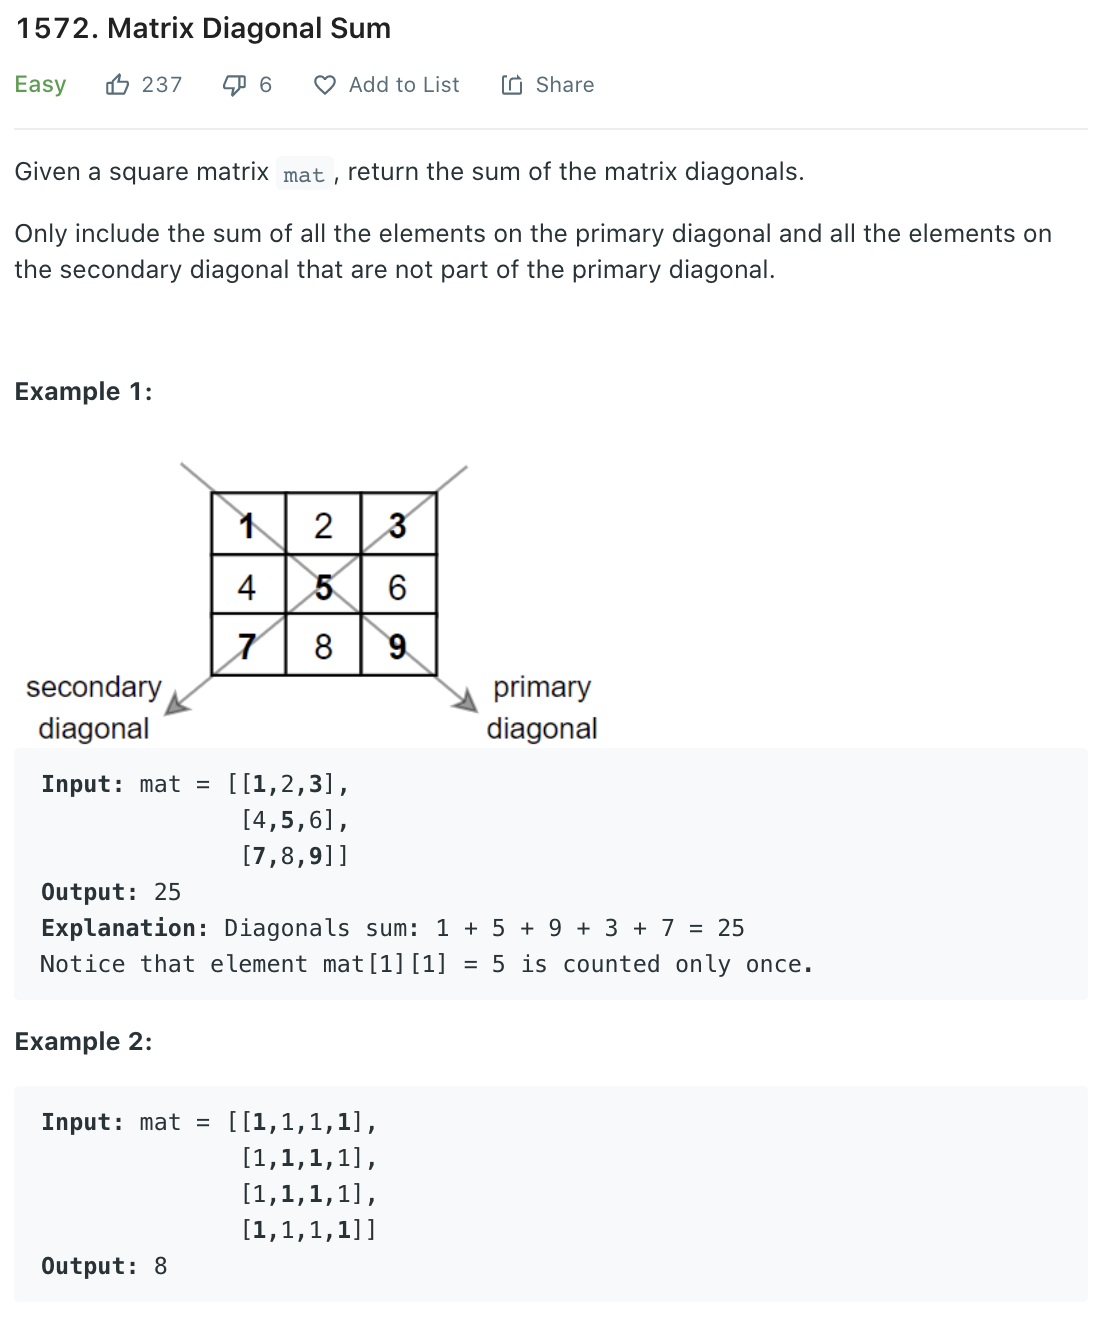 1572. Matrix Diagonal Sum
Easy 237 6 Add to List Share
Given a square matrix mat, return the sum of the matrix diagonals.
Only include the sum of all the elements on the primary diagonal and all the elements on
the secondary diagonal that are not part of the primary diagonal.
Example 1:
1 2 3
4 5 6
7 8 9
secondary
diagonal
primary
diagonal
Input: mat = [[1,2,3],
[4,5,6],
[7,8,9]]
Output: 25
Explanation: Diagonals sum: 1 + 5 + 9 + 3 + 7 = 25
Notice that element mat[1][1] = 5 is counted only once.
Example 2:
Input: mat = [[1,1,1,1],
[1,1,1,1],
[1,1,1,1],
[1,1,1,1]]
Output: 8